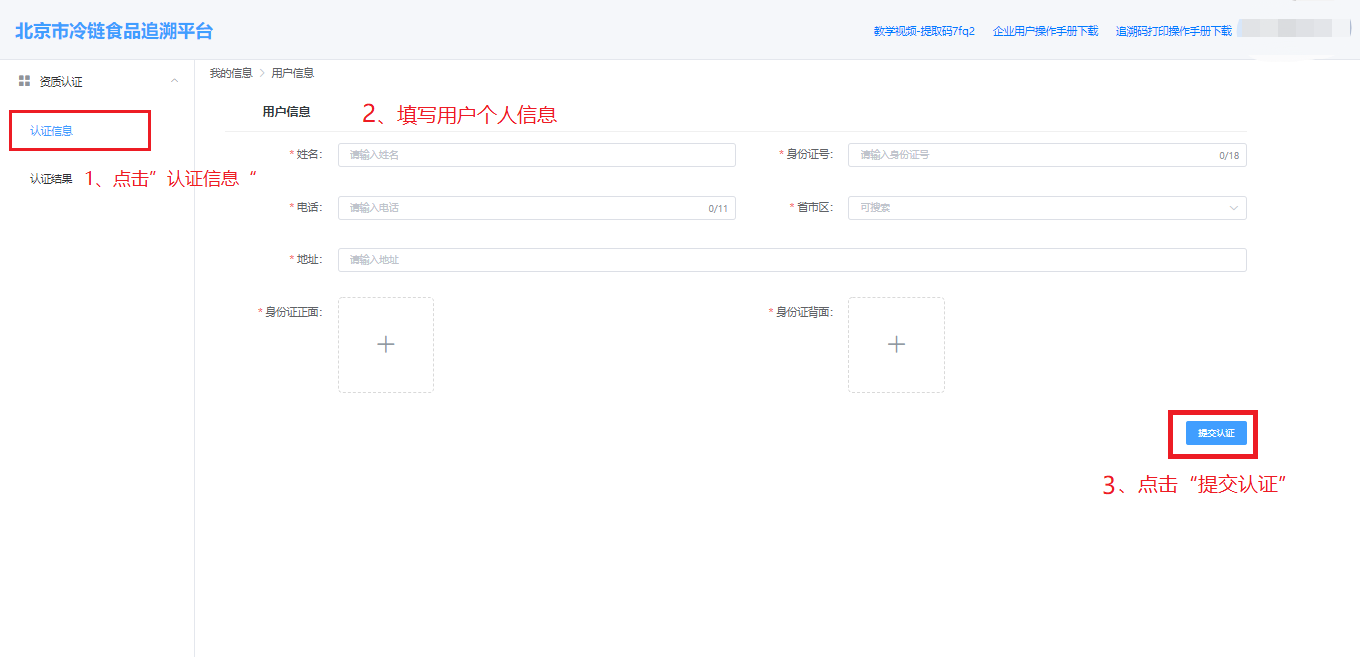 北京市冷链食品追溯平台
教学视频-提取码7fq2 企业用户操作手册下载 追溯码打印操作手册下载
资质认证
我的信息 > 用户信息
用户信息 2、填写用户个人信息
认证信息
*姓名: 请输入姓名 *身份证号: 请输入身份证号 0/18
认证结果 1、点击”认证信息“
*电话: 请输入电话 0/11 *省市区: 可搜索
*地址: 请输入地址
*身份证正面: *身份证背面:
提交认证
3、点击“提交认证”